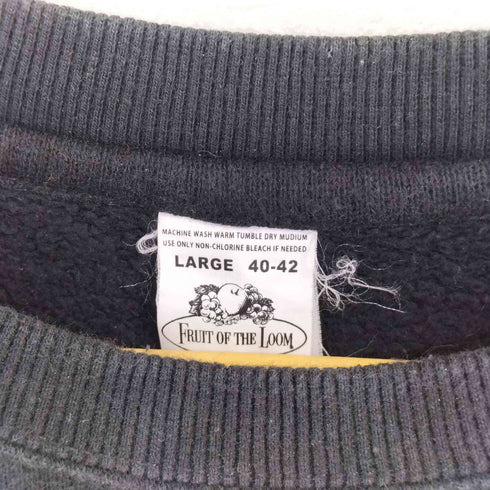 MACHINE WASH WARM TUMBLE DRY MUDIUM
USE ONLY NON-CHLORINE BLEACH IF NEEDED
LARGE 40-42
FRUIT OF THE LOOM